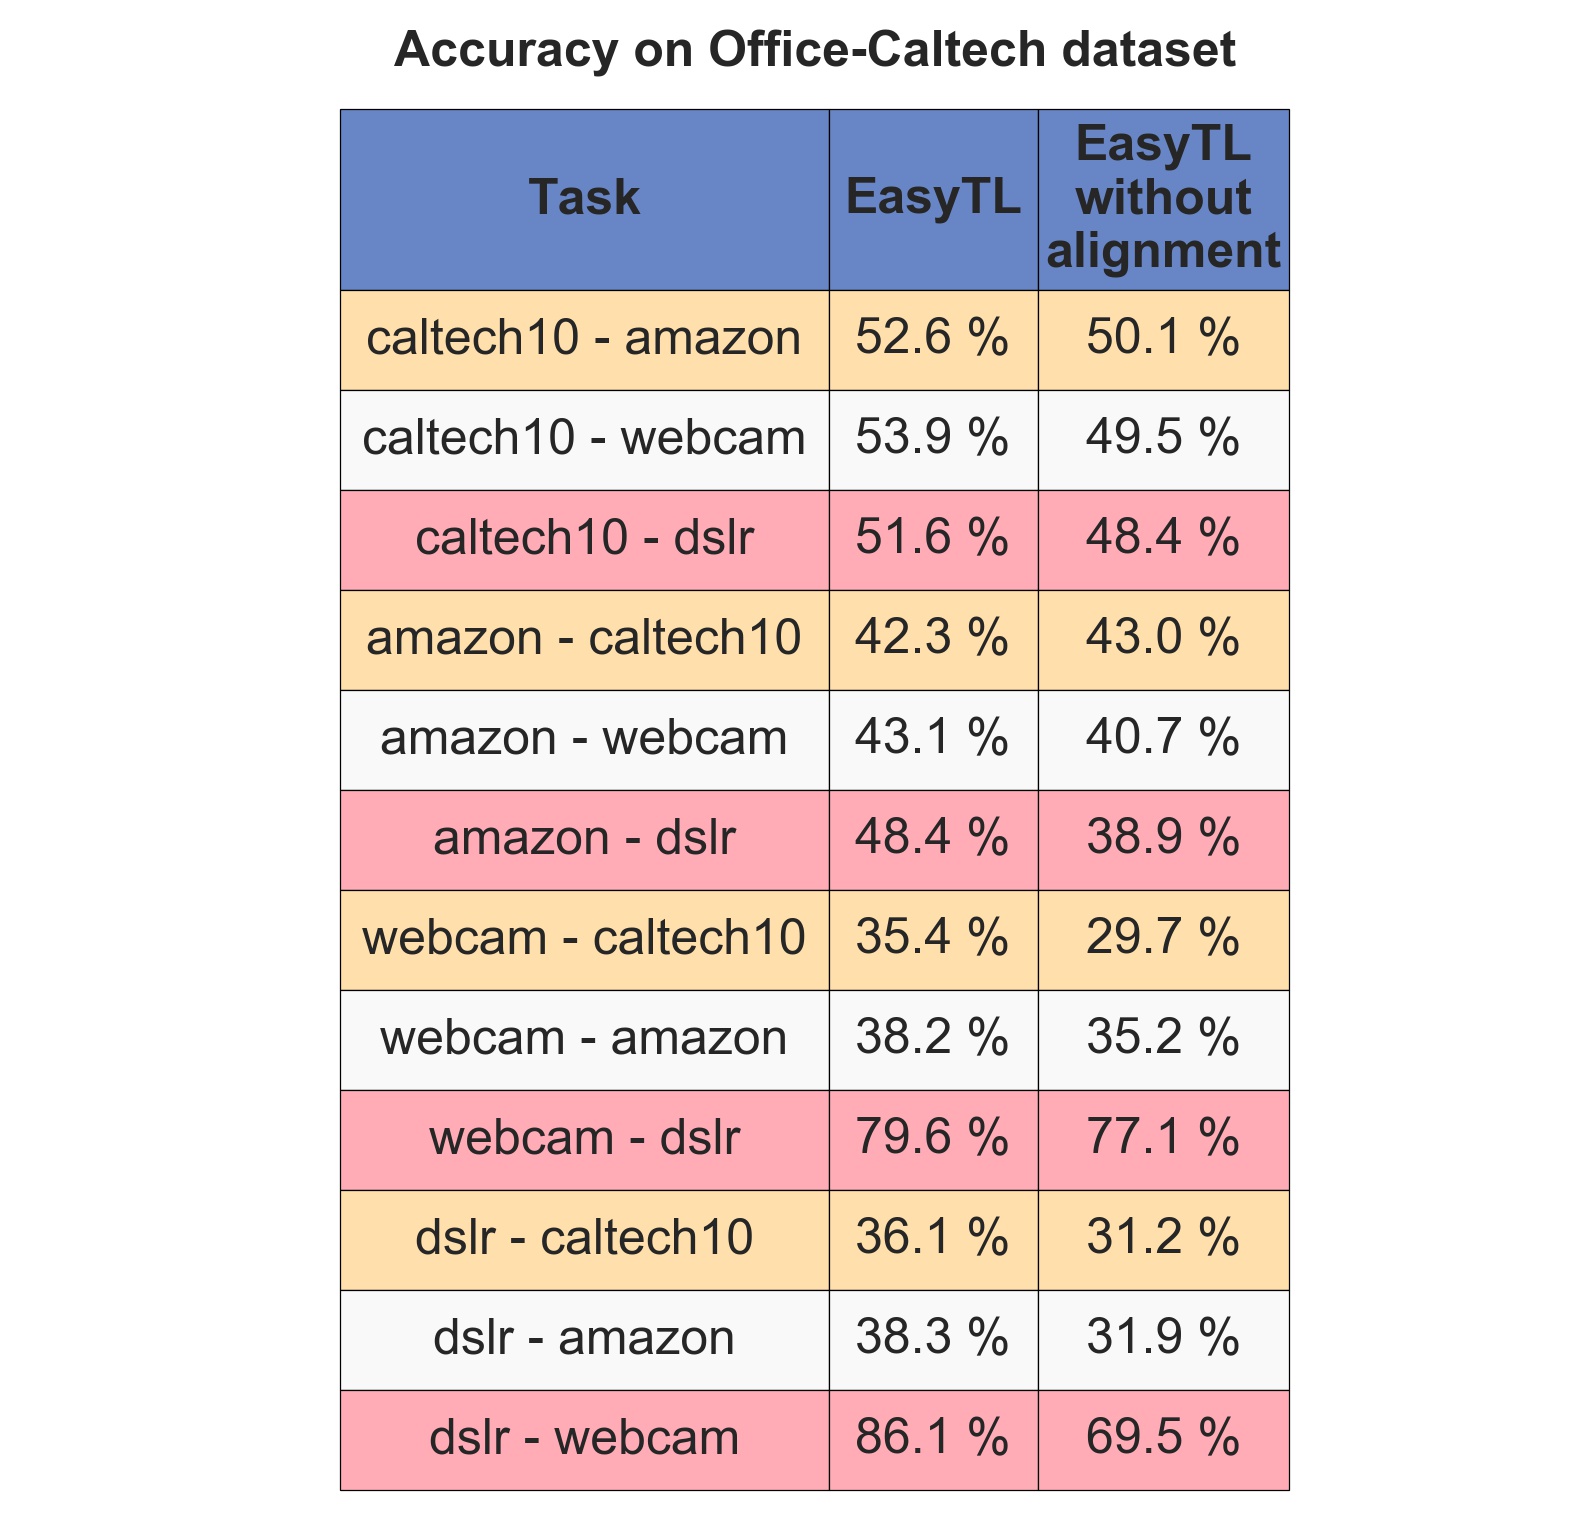 Accuracy on Office-Caltech dataset
Task EasyTL EasyTL without alignment
caltech10 - amazon 52.6 % 50.1 %
caltech10 - webcam 53.9 % 49.5 %
caltech10 - dslr 51.6 % 48.4 %
amazon - caltech10 42.3 % 43.0 %
amazon - webcam 43.1 % 40.7 %
amazon - dslr 48.4 % 38.9 %
webcam - caltech10 35.4 % 29.7 %
webcam - amazon 38.2 % 35.2 %
webcam - dslr 79.6 % 77.1 %
dslr - caltech10 36.1 % 31.2 %
dslr - amazon 38.3 % 31.9 %
dslr - webcam 86.1 % 69.5 %